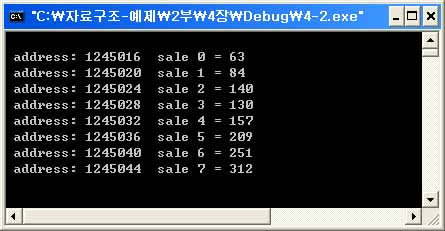 "C:₩자료구조-예제₩2부₩4장₩Debug₩4-2.exe"
address: 1245016  sale 0 = 63
address: 1245020  sale 1 = 84
address: 1245024  sale 2 = 140
address: 1245028  sale 3 = 130
address: 1245032  sale 4 = 157
address: 1245036  sale 5 = 209
address: 1245040  sale 6 = 251
address: 1245044  sale 7 = 312